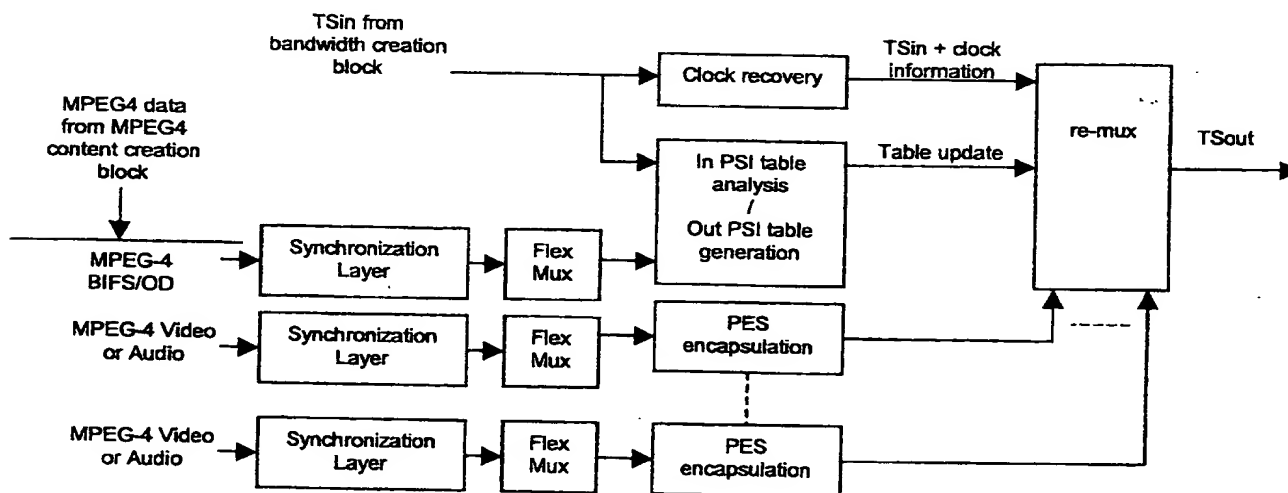 TSin from
bandwidth creation
block
Clock recovery
TSin + clock
information
MPEG4 data
from MPEG4
content creation
block
re-mux
TSout
In PSI table
analysis
/
Out PSI table
generation
Table update
MPEG-4
BIFS/OD
Synchronization
Layer
Flex
Mux
MPEG-4 Video
or Audio
Synchronization
Layer
Flex
Mux
PES
encapsulation
MPEG-4 Video
or Audio
Synchronization
Layer
Flex
Mux
PES
encapsulation